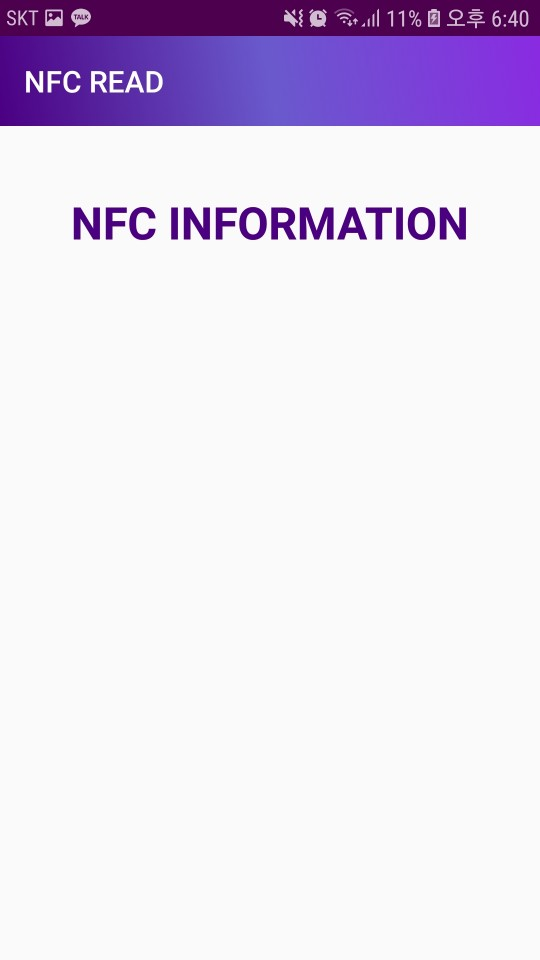 SKT TALK 11% 오후 6:40
NFC READ
NFC INFORMATION